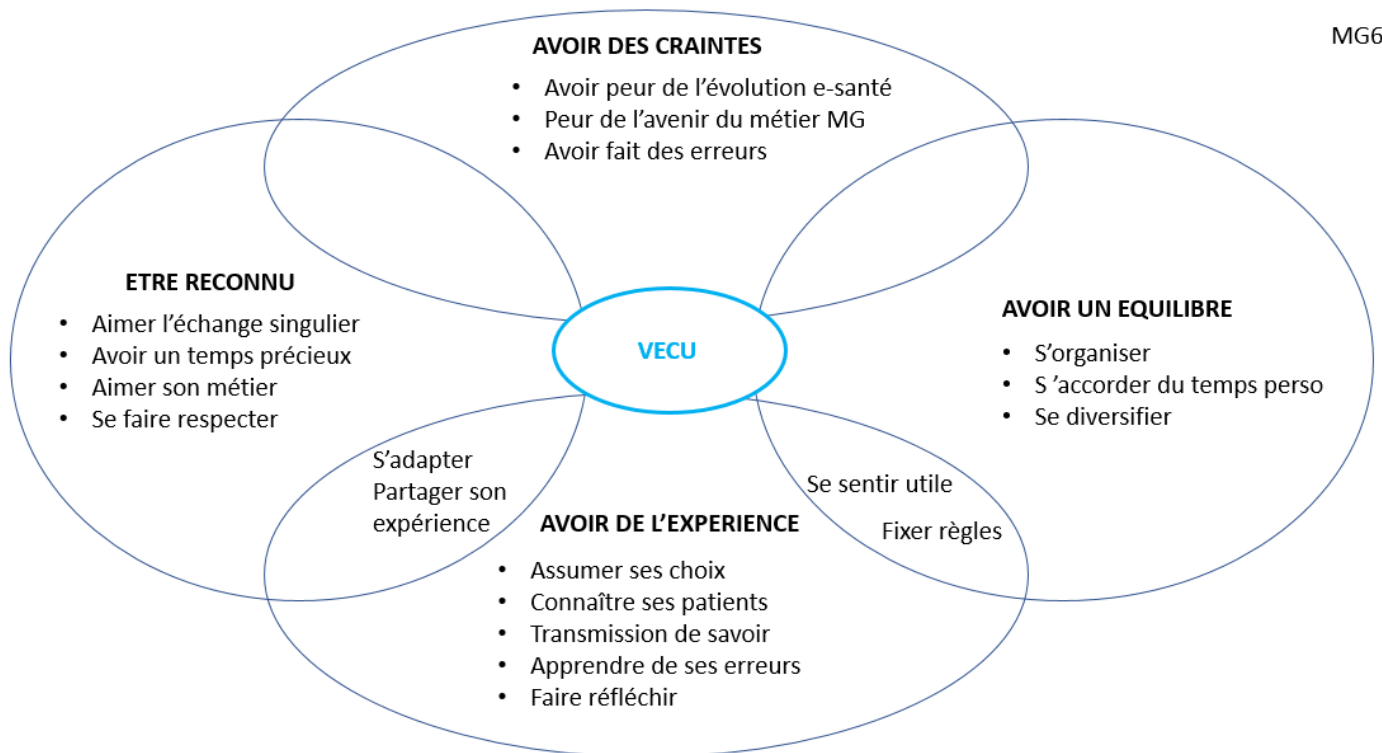 MG6
AVOIR DES CRAINTES
• Avoir peur de l’évolution e-santé
• Peur de l’avenir du métier MG
• Avoir fait des erreurs
ETRE RECONNU
• Aimer l’échange singulier
• Avoir un temps précieux
• Aimer son métier
• Se faire respecter
VECU
AVOIR UN EQUILIBRE
• S’organiser
• S ’accorder du temps perso
• Se diversifier
S’adapter
Partager son
expérience
Se sentir utile
Fixer règles
AVOIR DE L’EXPERIENCE
• Assumer ses choix
• Connaître ses patients
• Transmission de savoir
• Apprendre de ses erreurs
• Faire réfléchir